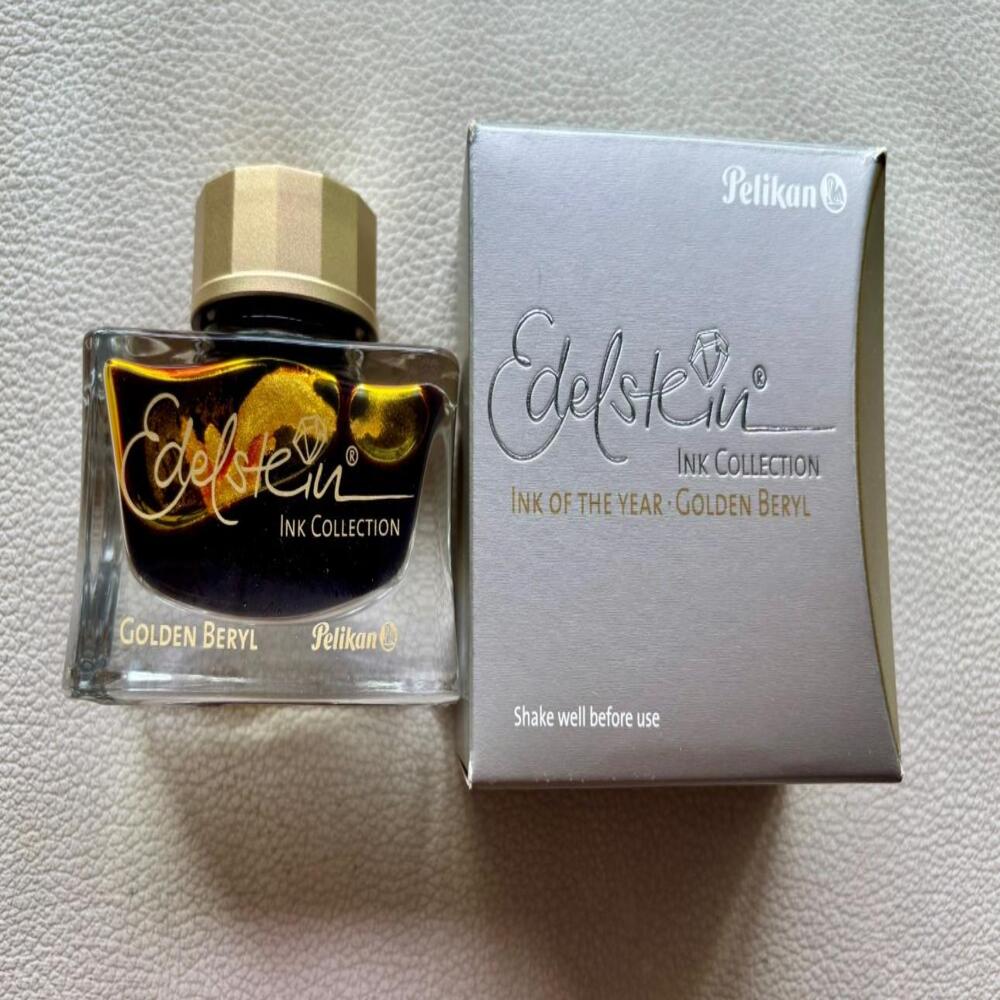 Edelstein®
INK COLLECTION
GOLDEN BERYL
Pelikan
Pelikan
Edelstein®
INK COLLECTION
INK OF THE YEAR · GOLDEN BERYL
Shake well before use